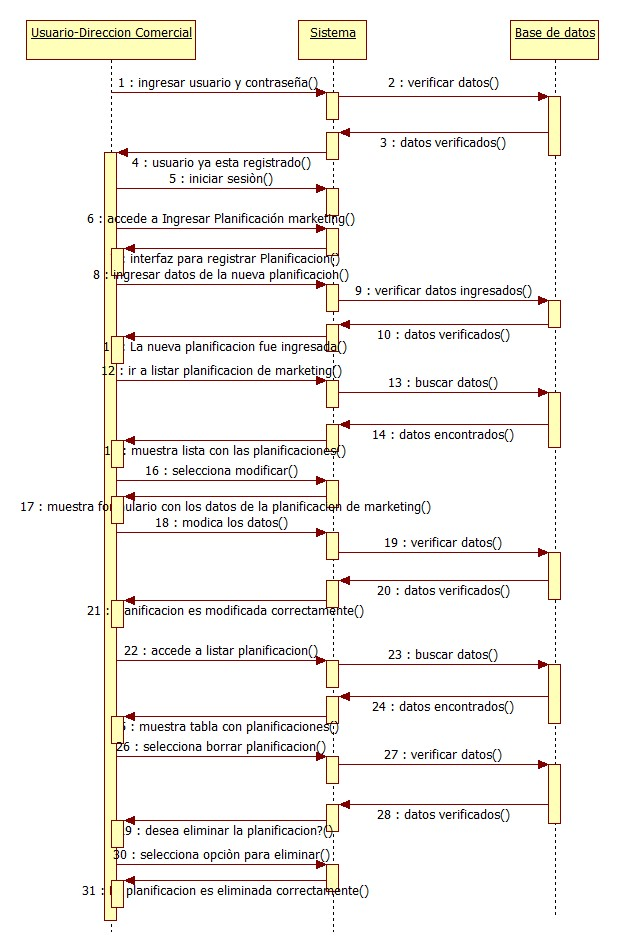 Usuario-Direccion Comercial
Sistema
Base de datos
1 : ingresar usuario y contraseña()
2 : verificar datos()
3 : datos verificados()
4 : usuario ya esta registrado()
5 : iniciar sesiòn()
6 : accede a Ingresar Planificación marketing()
: interfaz para registrar Planificacion()
8 : ingresar datos de la nueva planificacion()
9 : verificar datos ingresados()
10 : datos verificados()
: La nueva planificacion fue ingresada()
12 : ir a listar planificacion de marketing()
13 : buscar datos()
14 : datos encontrados()
: muestra lista con las planificaciones()
16 : selecciona modificar()
17 : muestra formulario con los datos de la planificacion de marketing()
18 : modica los datos()
19 : verificar datos()
20 : datos verificados()
21 : planificacion es modificada correctamente()
22 : accede a listar planificacion()
23 : buscar datos()
24 : datos encontrados()
: muestra tabla con planificaciones()
26 : selecciona borrar planificacion()
27 : verificar datos()
28 : datos verificados()
: desea eliminar la planificacion?()
30 : selecciona opciòn para eliminar()
31 : planificacion es eliminada correctamente()